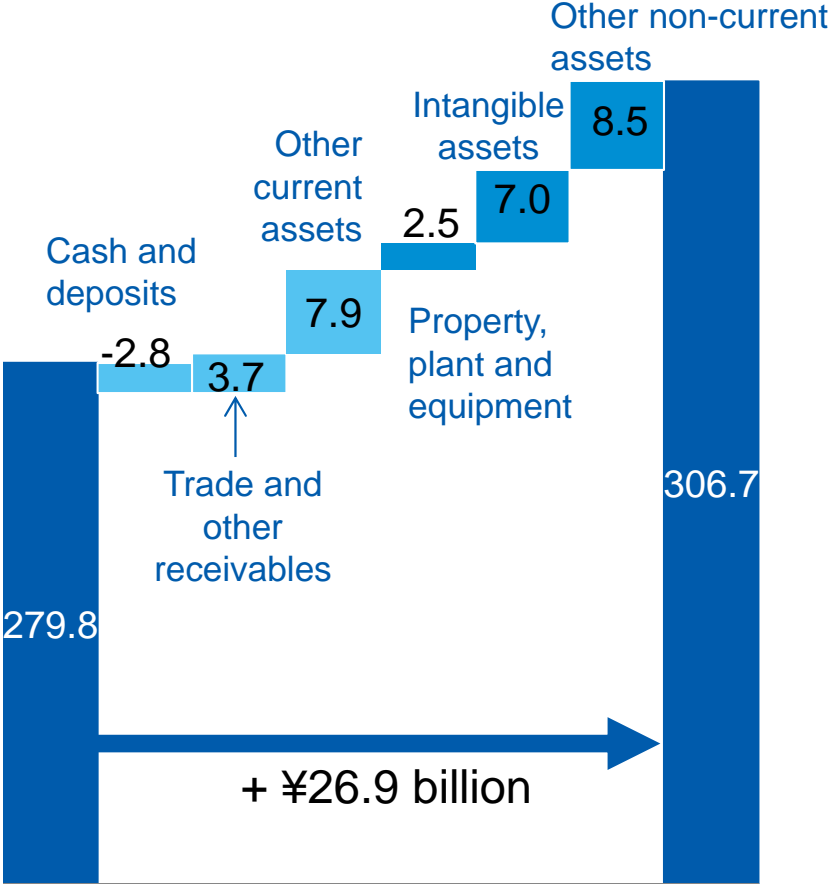 Other non-current
assets
Intangible
assets
8.5
Other
current
assets
7.0
2.5
Cash and
deposits
7.9
Property,
plant and
equipment
-2.8
3.7
Trade and
other
receivables
306.7
279.8
+ ¥26.9 billion